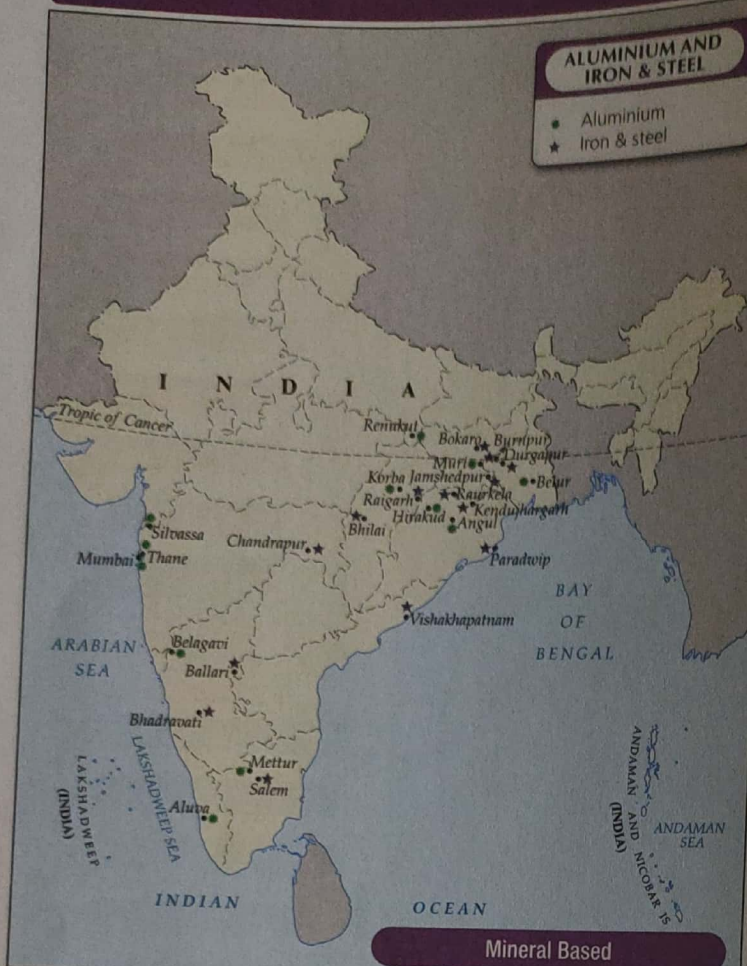 ALUMINIUM AND
IRON & STEEL
Aluminium
Iron & steel
I N D I A
Tropic of Cancer
Renukut
Bokaro
Burnpur
Durgapur
Muri
Korba
Jamshedpur
Belur
Raigarh
Raurkela
Kendujhargarh
Hirakud
Angul
Bhilai
Silvassa
Chandrapur
Mumbai
Thane
Paradwip
Vishakhapatnam
BAY
OF
BENGAL
ARABIAN
SEA
Belagavi
Ballari
Bhadravati
LAKSHADWEEP SEA
LAKSHADWEEP
(INDIA)
Mettur
Salem
Aluva
ANDAMAN AND NICOBAR IS
(INDIA)
ANDAMAN
SEA
INDIAN
OCEAN
Mineral Based